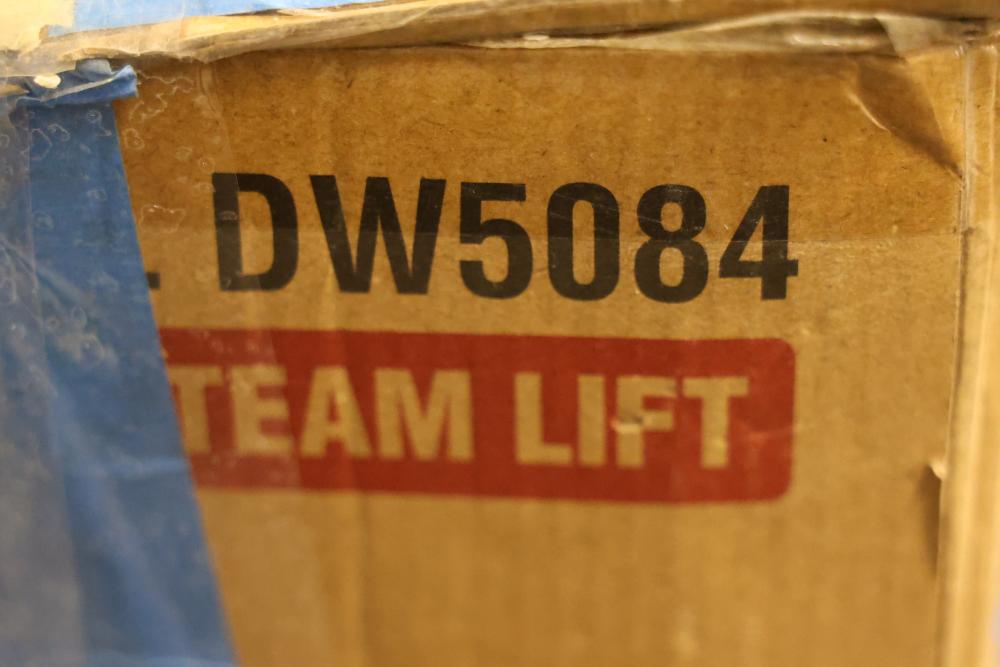 . DW5084
TEAM LIFT